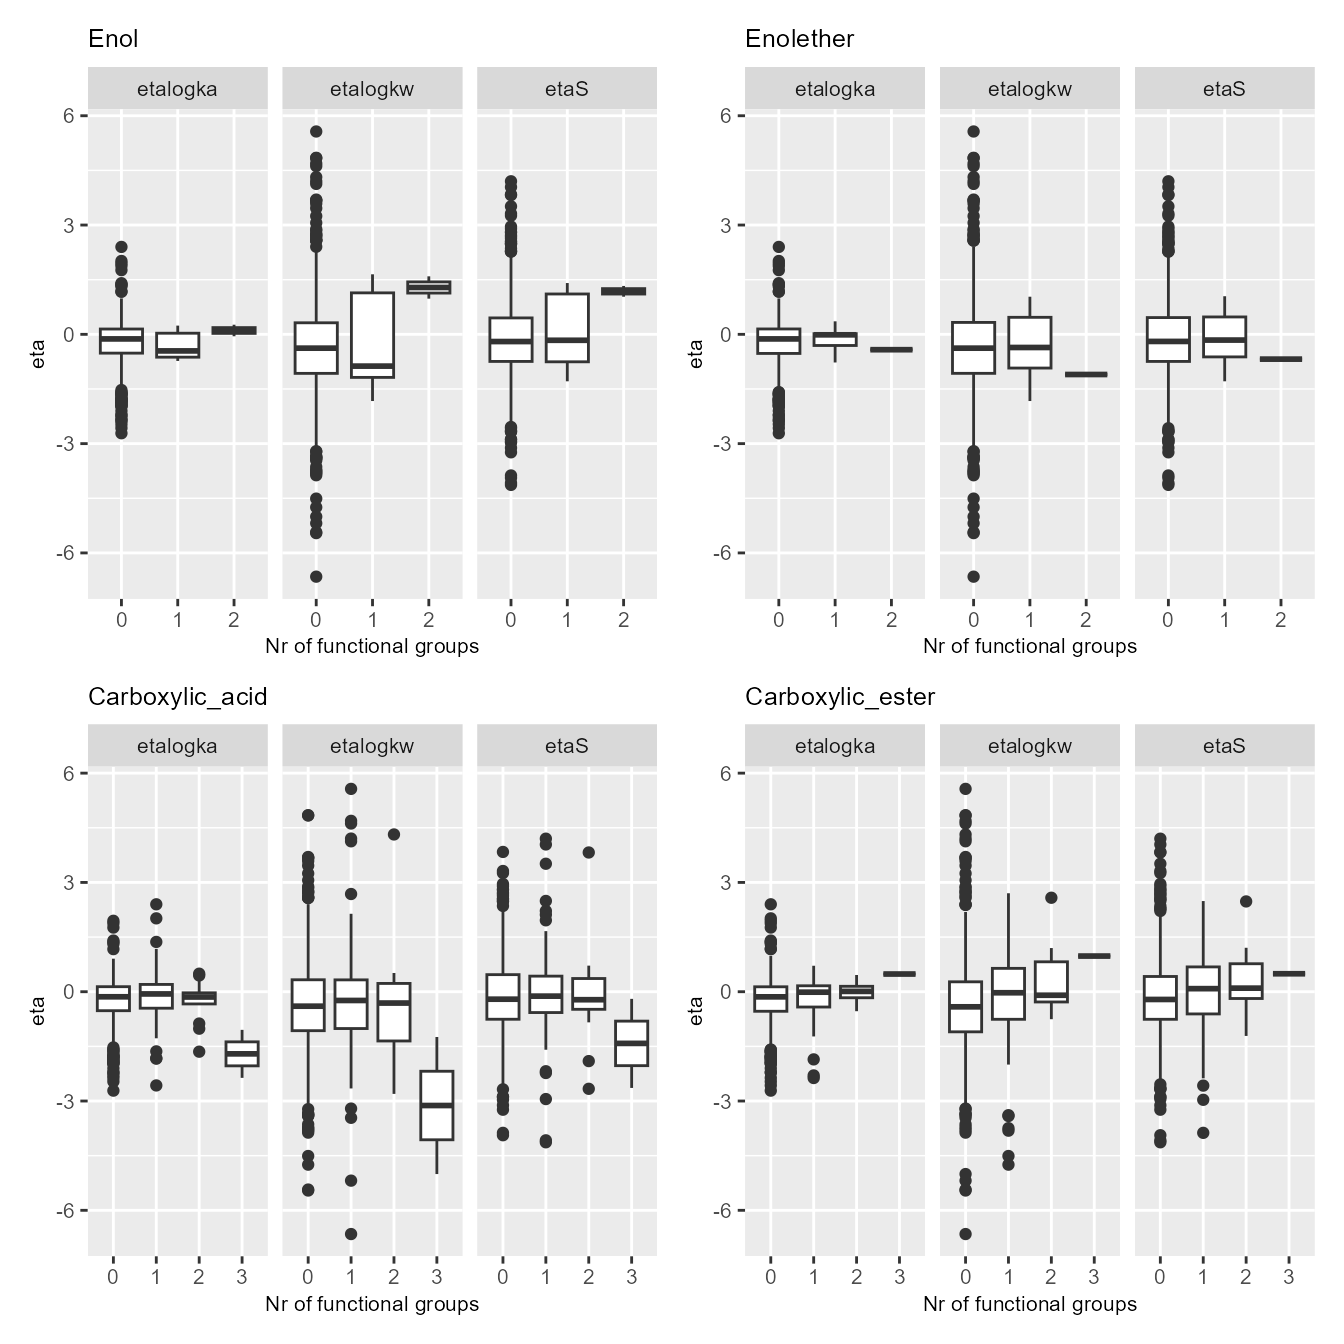 Enol
etalogka etalogkw etaS
6
3
0
-3
-6
eta
0 1 2 0 1 2 0 1 2
Nr of functional groups
Enolether
etalogka etalogkw etaS
6
3
0
-3
-6
eta
0 1 2 0 1 2 0 1 2
Nr of functional groups
Carboxylic_acid
etalogka etalogkw etaS
6
3
0
-3
-6
eta
0 1 2 3 0 1 2 3 0 1 2 3
Nr of functional groups
Carboxylic_ester
etalogka etalogkw etaS
6
3
0
-3
-6
eta
0 1 2 3 0 1 2 3 0 1 2 3
Nr of functional groups